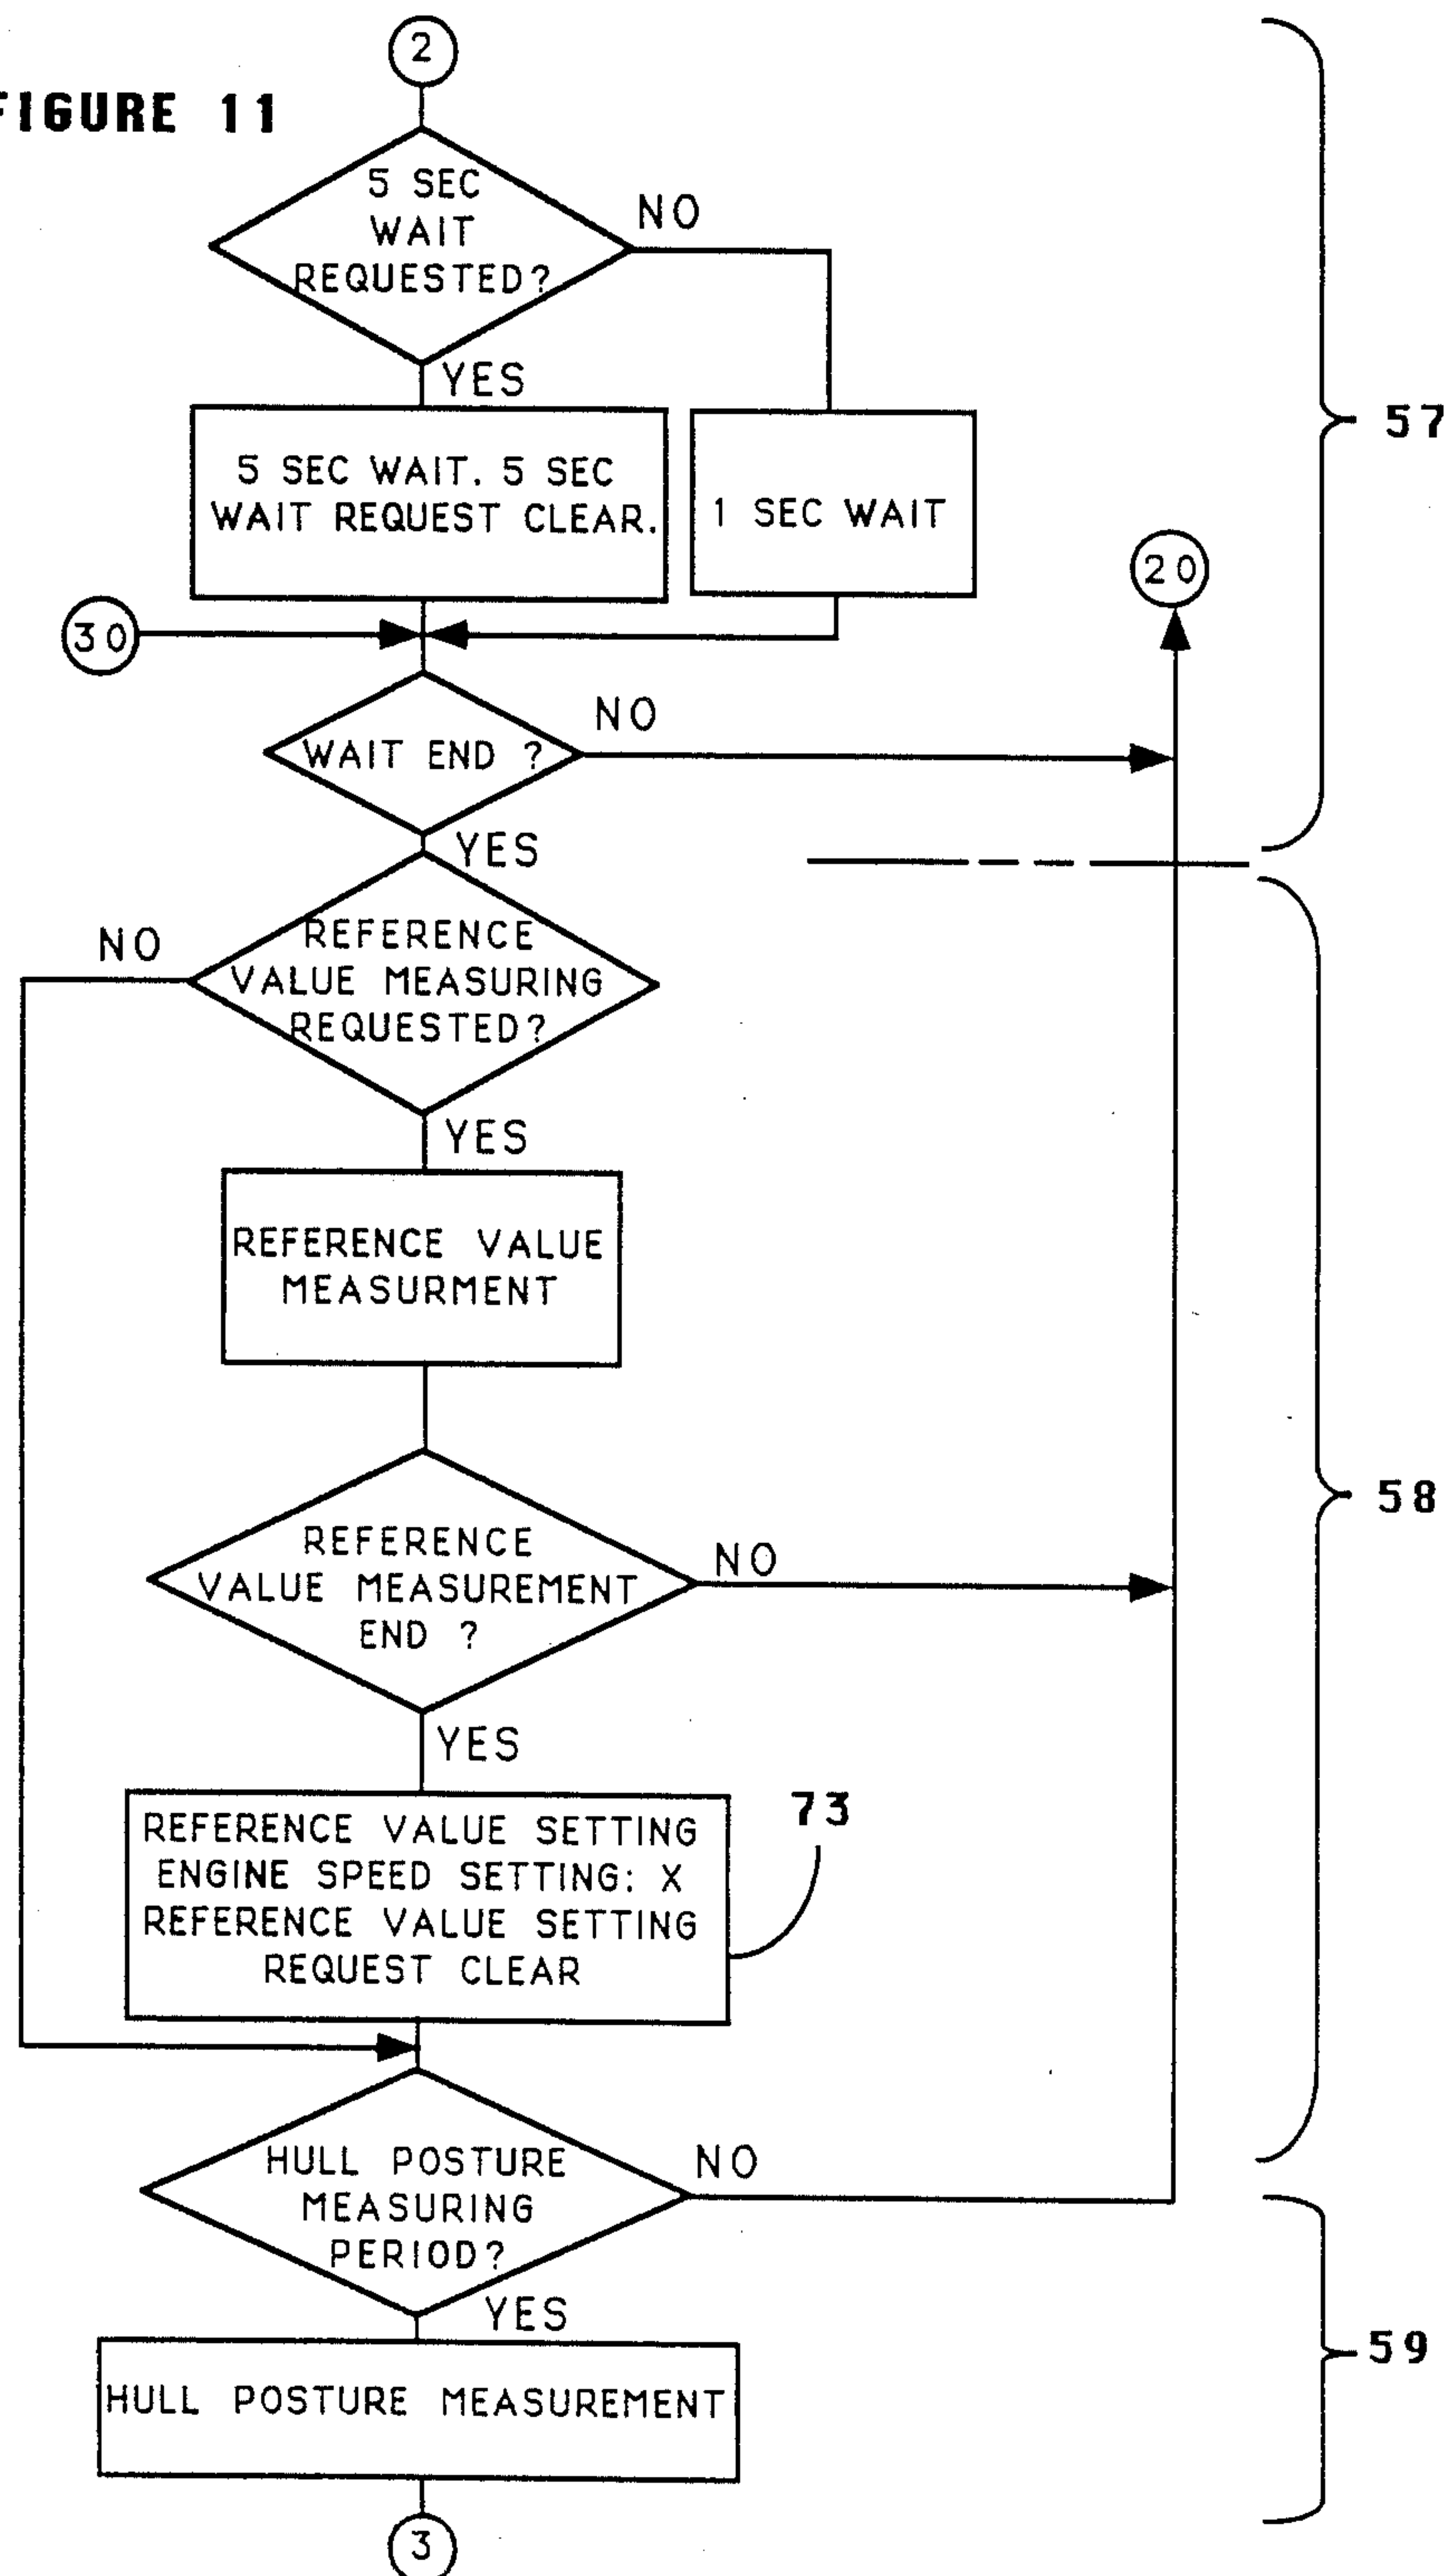 2
FIGURE 11
5 SEC
WAIT
REQUESTED?
NO
YES
5 SEC WAIT. 5 SEC
WAIT REQUEST CLEAR.
1 SEC WAIT
57
20
30
WAIT END ?
NO
YES
REFERENCE
VALUE MEASURING
REQUESTED?
NO
YES
REFERENCE VALUE
MEASURMENT
58
REFERENCE
VALUE MEASUREMENT
END ?
NO
YES
73
REFERENCE VALUE SETTING
ENGINE SPEED SETTING: X
REFERENCE VALUE SETTING
REQUEST CLEAR
HULL POSTURE
MEASURING
PERIOD?
NO
YES
59
HULL POSTURE MEASUREMENT
3